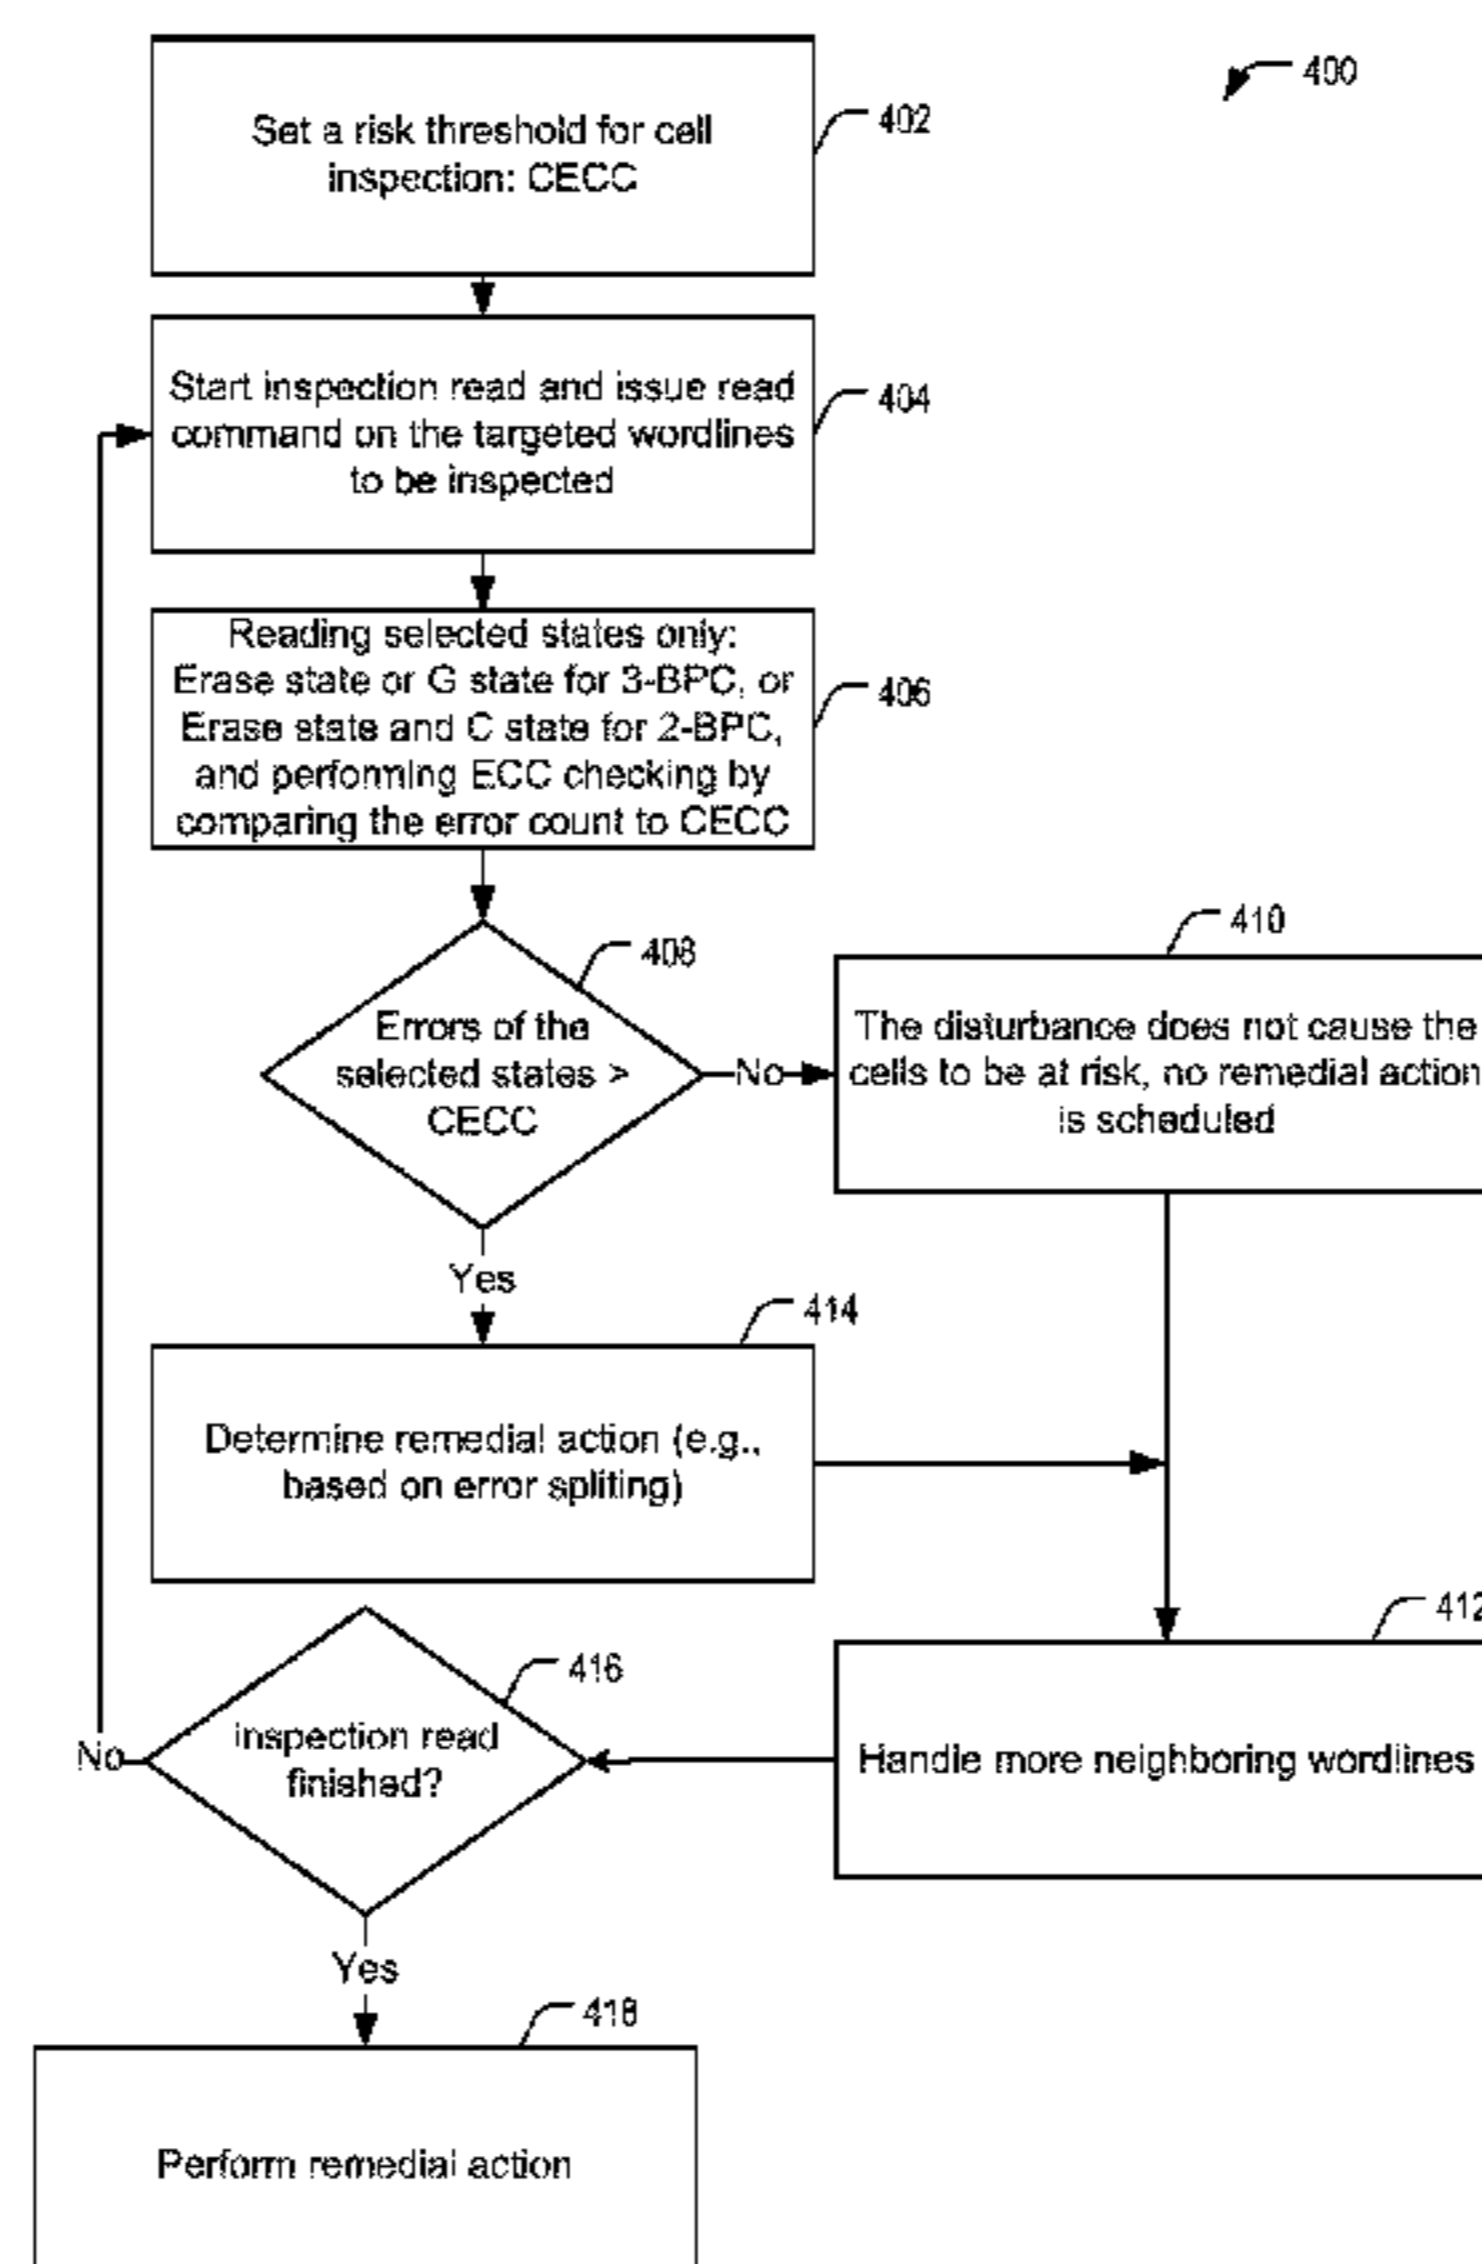 400
Set a risk threshold for cell
inspection: CECC
402
Start inspection read and issue read
command on the targeted wordlines
to be inspected
404
Reading selected states only:
Erase state or G state for 3-BPC, or
Erase state and C state for 2-BPC,
and performing ECC checking by
comparing the error count to CECC
406
408
Errors of the
selected states >
CECC
No
410
The disturbance does not cause the
cells to be at risk, no remedial action
is scheduled
Yes
414
Determine remedial action (e.g.,
based on error spliting)
412
Handle more neighboring wordlines
416
inspection read
finished?
No
Yes
418
Perform remedial action